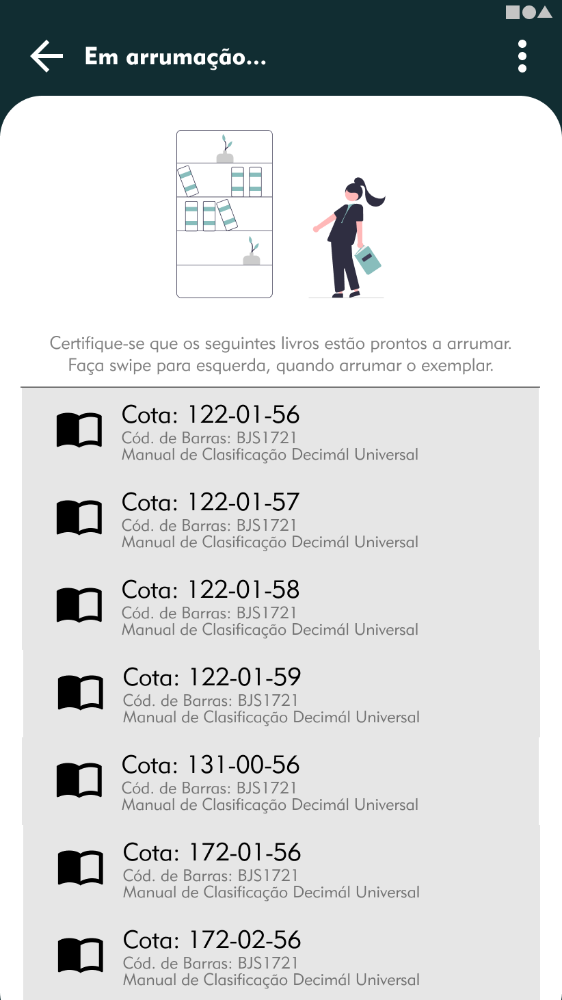 Em arrumação...
Certifique-se que os seguintes livros estão prontos a arrumar.
Faça swipe para esquerda, quando arrumar o exemplar.
Cota: 122-01-56
Cód. de Barras: BJS1721
Manual de Clasificação Decimál Universal
Cota: 122-01-57
Cód. de Barras: BJS1721
Manual de Clasificação Decimál Universal
Cota: 122-01-58
Cód. de Barras: BJS1721
Manual de Clasificação Decimál Universal
Cota: 122-01-59
Cód. de Barras: BJS1721
Manual de Clasificação Decimál Universal
Cota: 131-00-56
Cód. de Barras: BJS1721
Manual de Clasificação Decimál Universal
Cota: 172-01-56
Cód. de Barras: BJS1721
Manual de Clasificação Decimál Universal
Cota: 172-02-56
Cód. de Barras: BJS1721
Manual de Clasificação Decimál Universal